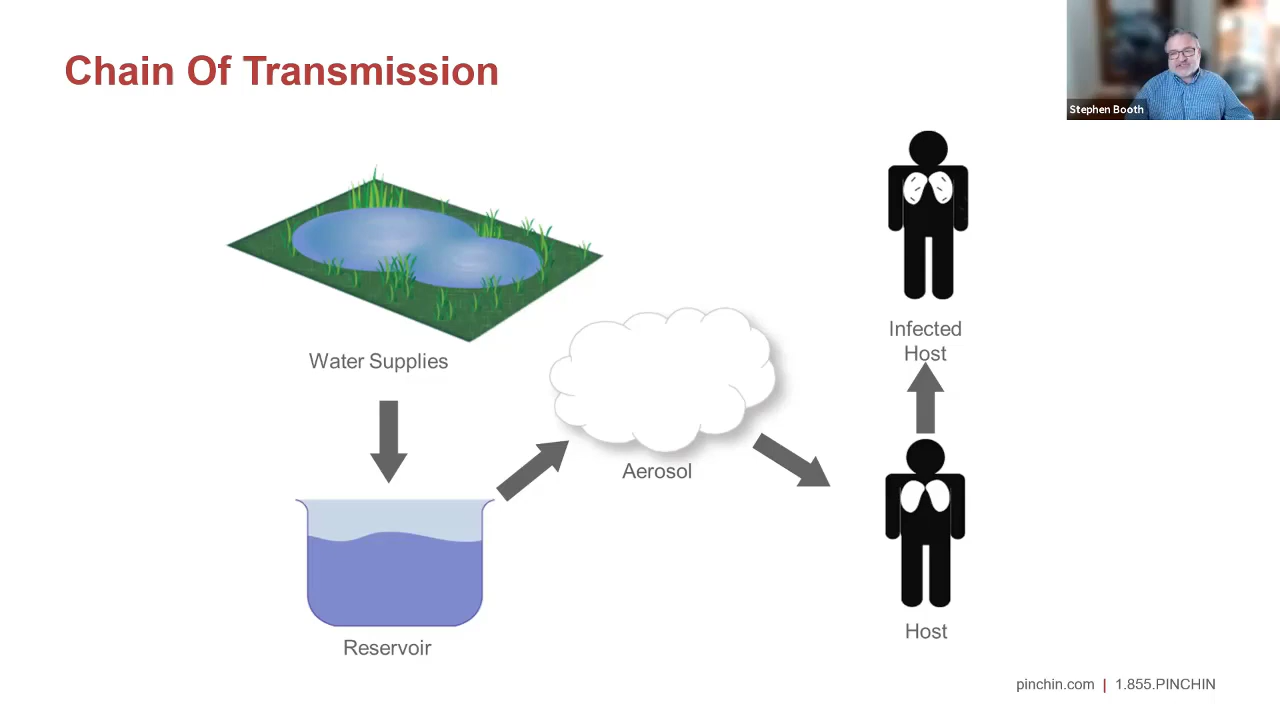 Chain Of Transmission
Stephen Booth
Water Supplies
Infected
Host
Aerosol
Host
Reservoir
pinchin.com | 1.855.PINCHIN